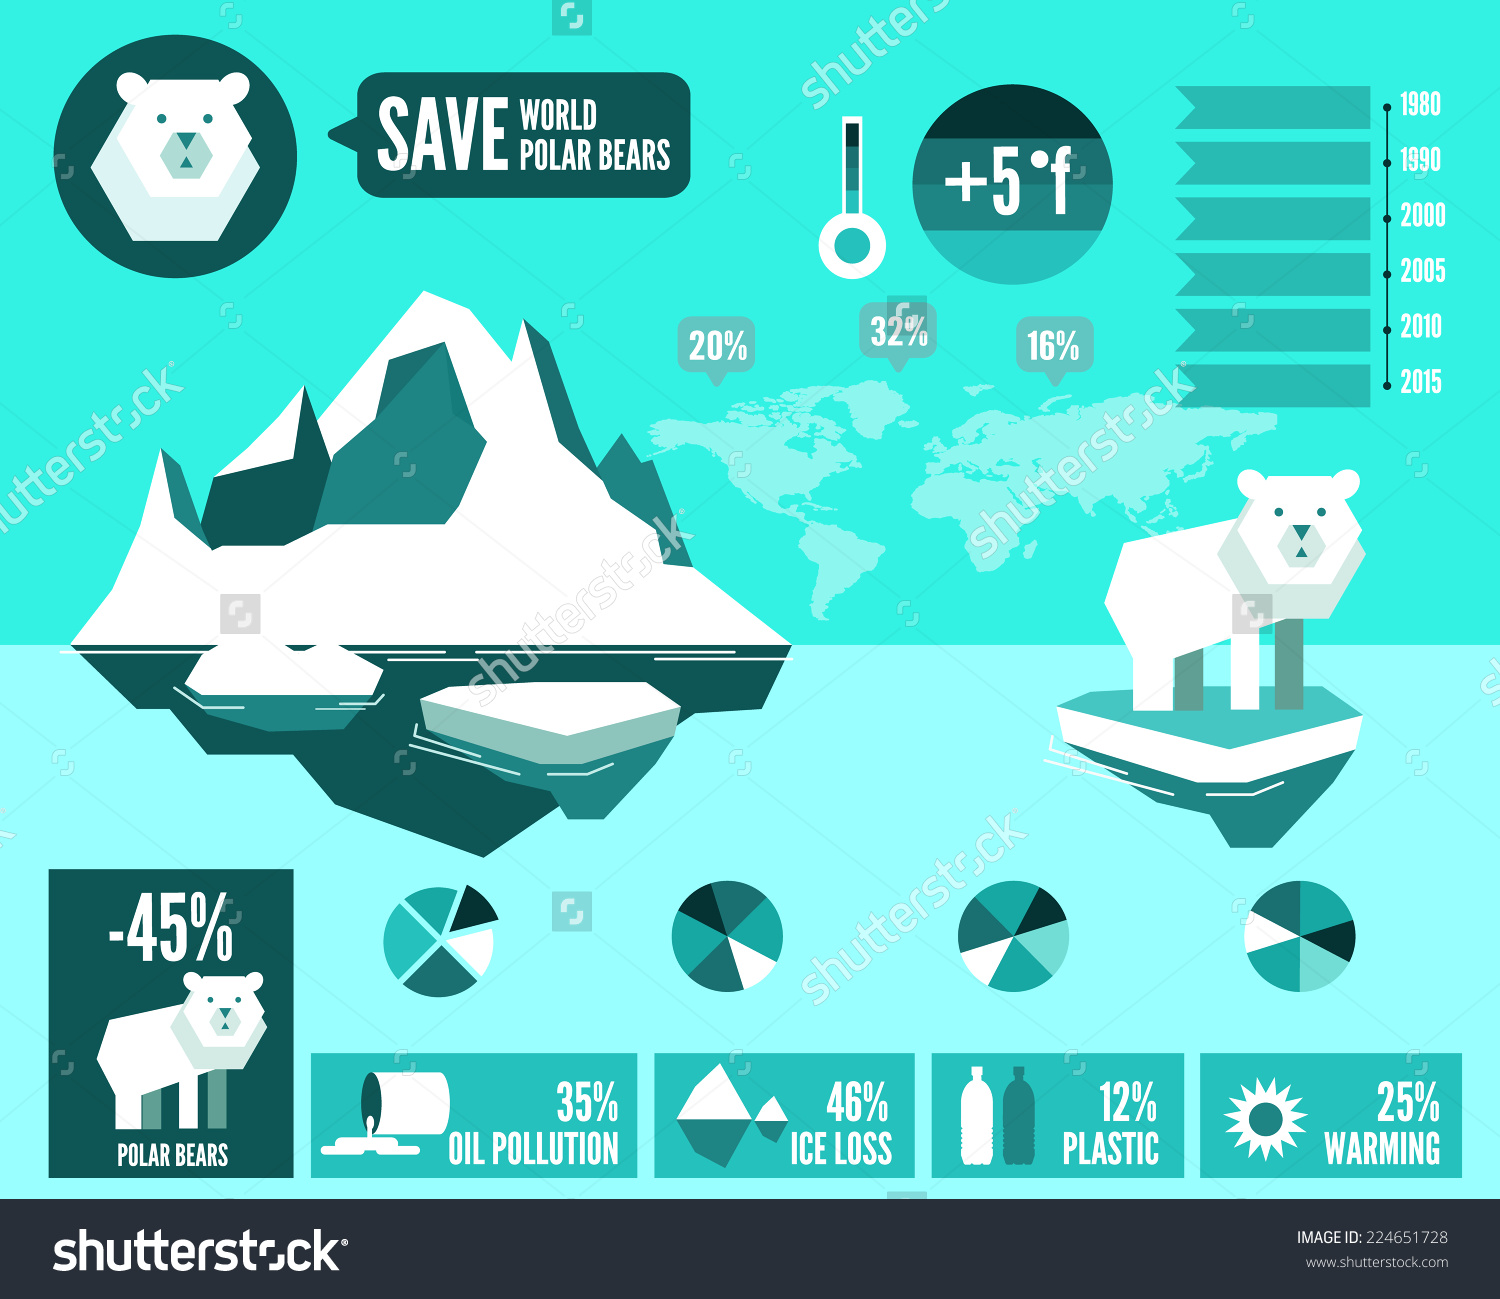 SAVE WORLD
POLAR BEARS
+5°f
1980
1990
2000
2005
2010
2015
20%
32%
16%
-45%
POLAR BEARS
35%
OIL POLLUTION
46%
ICE LOSS
12%
PLASTIC
25%
WARMING
shutterstock
shutterstock
shutterstock
shutterstock
shutterstock
shutterstock
shutterstock®
IMAGE ID: 224651728
www.shutterstock.com